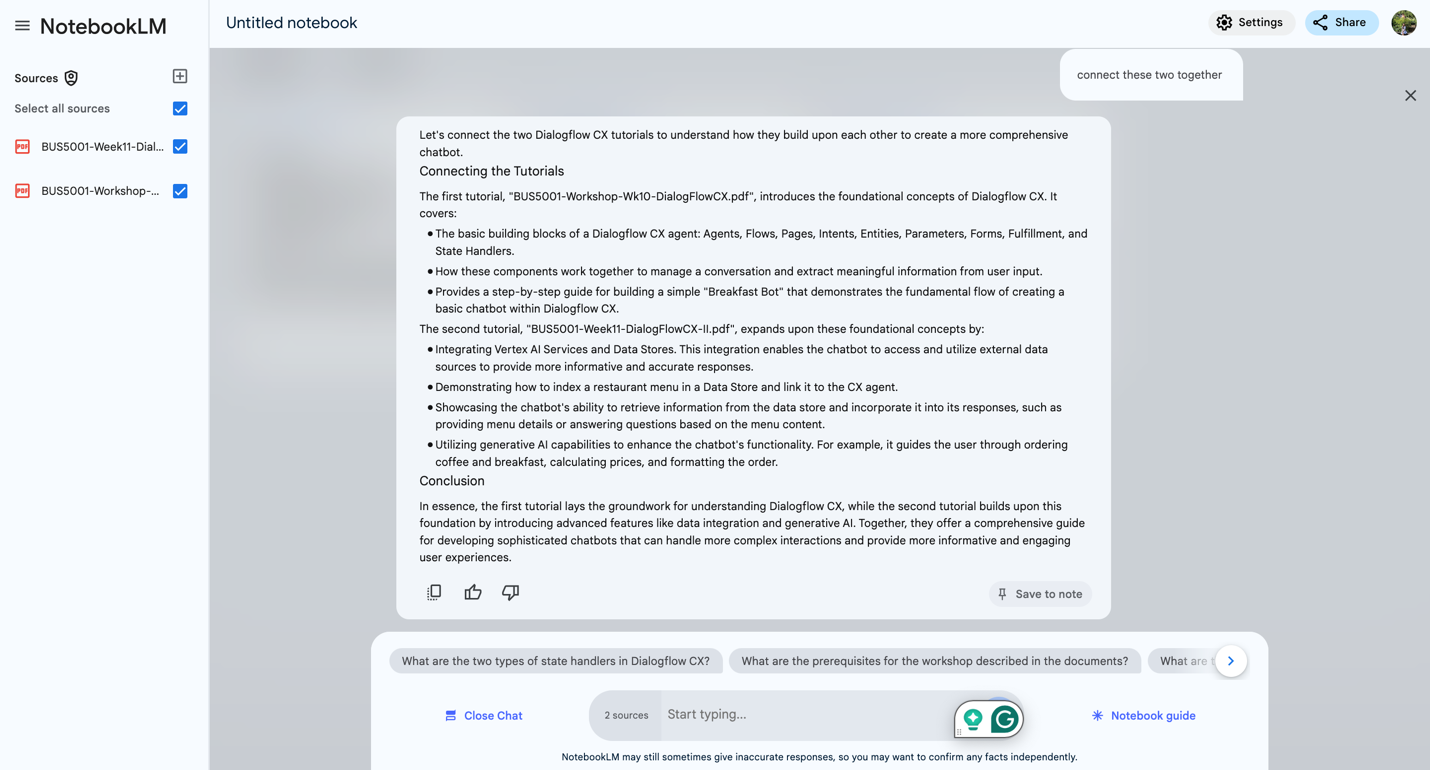 NotebookLM
Untitled notebook
Settings
Share
Sources
Select all sources
BUS5001-Week11-Dial...
BUS5001-Workshop-...
connect these two together
Let's connect the two Dialogflow CX tutorials to understand how they build upon each other to create a more comprehensive
chatbot.
Connecting the Tutorials
The first tutorial, "BUS5001-Workshop-Wk10-DialogFlowCX.pdf", introduces the foundational concepts of Dialogflow CX. It
covers:
● The basic building blocks of a Dialogflow CX agent: Agents, Flows, Pages, Intents, Entities, Parameters, Forms, Fulfillment, and
State Handlers.
● How these components work together to manage a conversation and extract meaningful information from user input.
● Provides a step-by-step guide for building a simple "Breakfast Bot" that demonstrates the fundamental flow of creating a
basic chatbot within Dialogflow CX.
The second tutorial, "BUS5001-Week11-DialogFlowCX-II.pdf", expands upon these foundational concepts by:
● Integrating Vertex AI Services and Data Stores. This integration enables the chatbot to access and utilize external data
sources to provide more informative and accurate responses.
● Demonstrating how to index a restaurant menu in a Data Store and link it to the CX agent.
● Showcasing the chatbot's ability to retrieve information from the data store and incorporate it into its responses, such as
providing menu details or answering questions based on the menu content.
● Utilizing generative AI capabilities to enhance the chatbot's functionality. For example, it guides the user through ordering
coffee and breakfast, calculating prices, and formatting the order.
Conclusion
In essence, the first tutorial lays the groundwork for understanding Dialogflow CX, while the second tutorial builds upon this
foundation by introducing advanced features like data integration and generative AI. Together, they offer a comprehensive guide
for developing sophisticated chatbots that can handle more complex interactions and provide more informative and engaging
user experiences.
Save to note
What are the two types of state handlers in Dialogflow CX?
What are the prerequisites for the workshop described in the documents?
What are
Close Chat
2 sources
Start typing...
Notebook guide
NotebookLM may still sometimes give inaccurate responses, so you may want to confirm any facts independently.